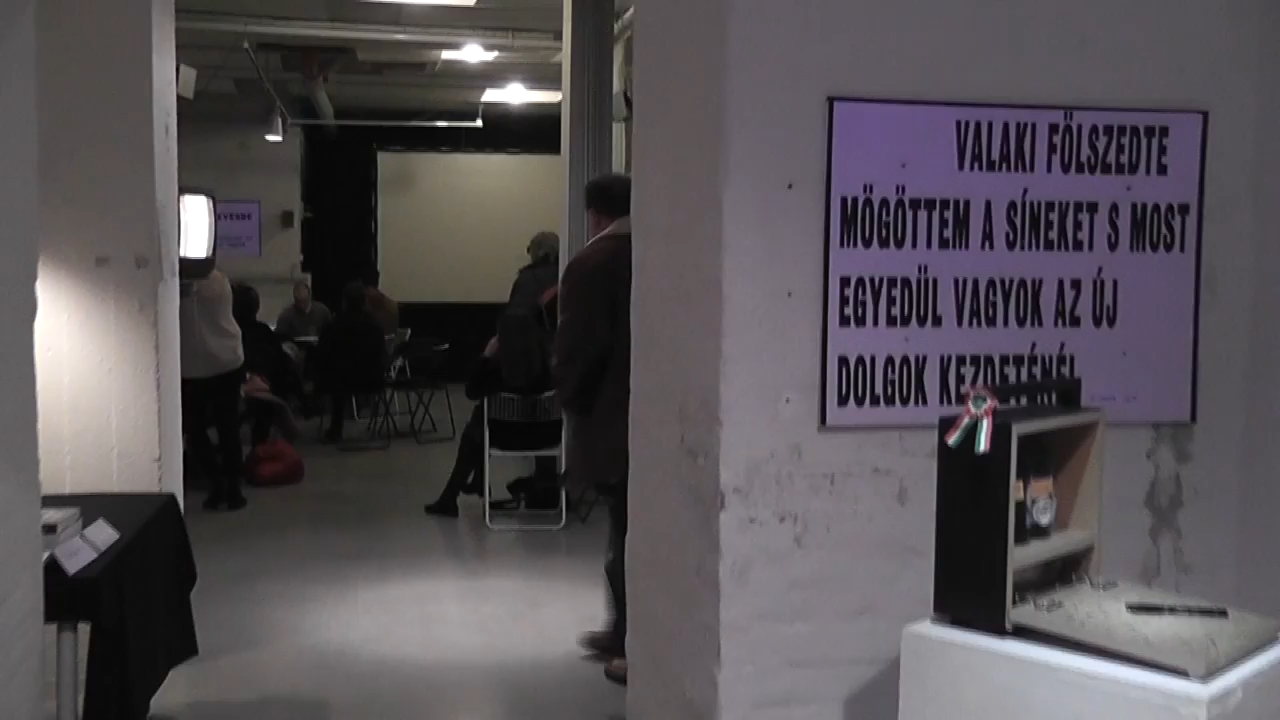 VALAKI FÖLSZEDTE
MÖGÖTTEM A SÍNEKET S MOST
EGYEDÜL VAGYOK AZ ÚJ
DOLGOK KEZDETÉNÉL